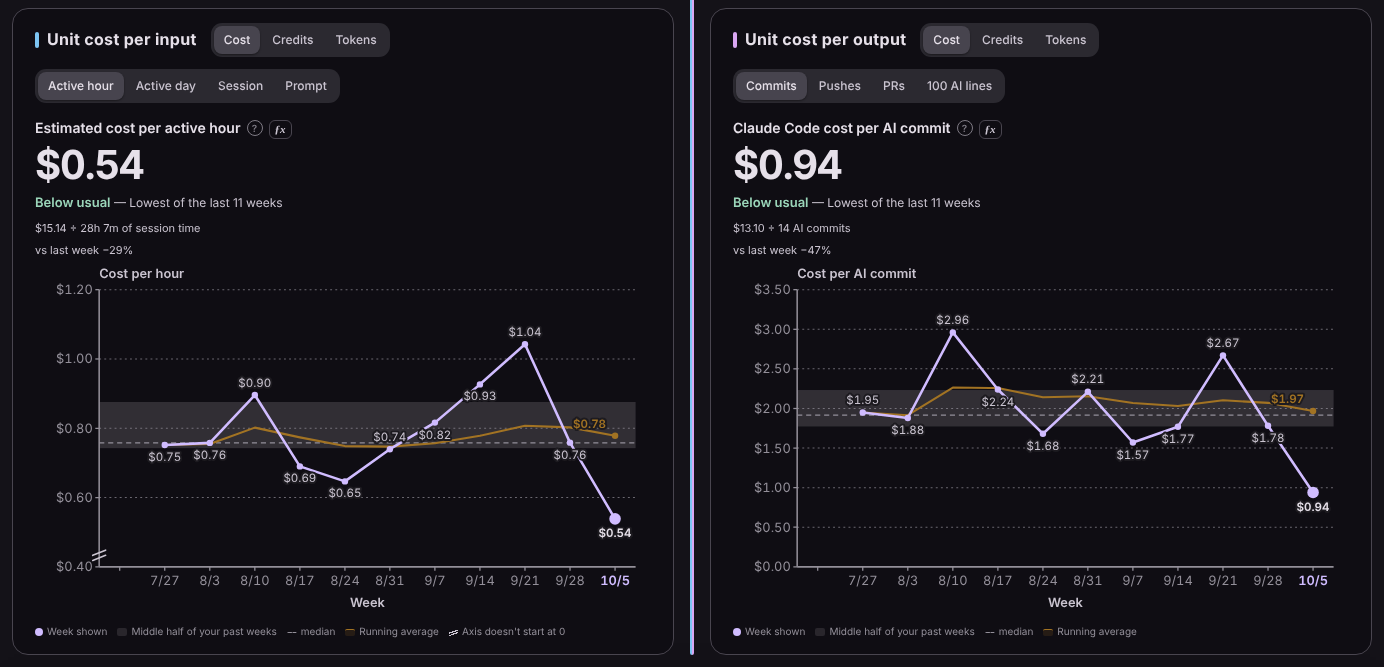 Unit cost per input Cost Credits Tokens
Active hour Active day Session Prompt
Estimated cost per active hour ? ƒx
$0.54
Below usual — Lowest of the last 11 weeks
$15.14 ÷ 28h 7m of session time
vs last week −29%
Cost per hour
$1.20
$1.00
$0.80
$0.60
$0.40
$0.75
$0.76
$0.90
$0.69
$0.65
$0.74
$0.82
$0.93
$1.04
$0.76
$0.78
$0.54
7/27 8/3 8/10 8/17 8/24 8/31 9/7 9/14 9/21 9/28 10/5
Week
Week shown Middle half of your past weeks median Running average Axis doesn't start at 0
Unit cost per output Cost Credits Tokens
Commits Pushes PRs 100 AI lines
Claude Code cost per AI commit ? ƒx
$0.94
Below usual — Lowest of the last 11 weeks
$13.10 ÷ 14 AI commits
vs last week −47%
Cost per AI commit
$3.50
$3.00
$2.50
$2.00
$1.50
$1.00
$0.50
$0.00
$1.95
$1.88
$2.96
$2.24
$1.68
$2.21
$1.57
$1.77
$2.67
$1.78
$1.97
$0.94
7/27 8/3 8/10 8/17 8/24 8/31 9/7 9/14 9/21 9/28 10/5
Week
Week shown Middle half of your past weeks median Running average